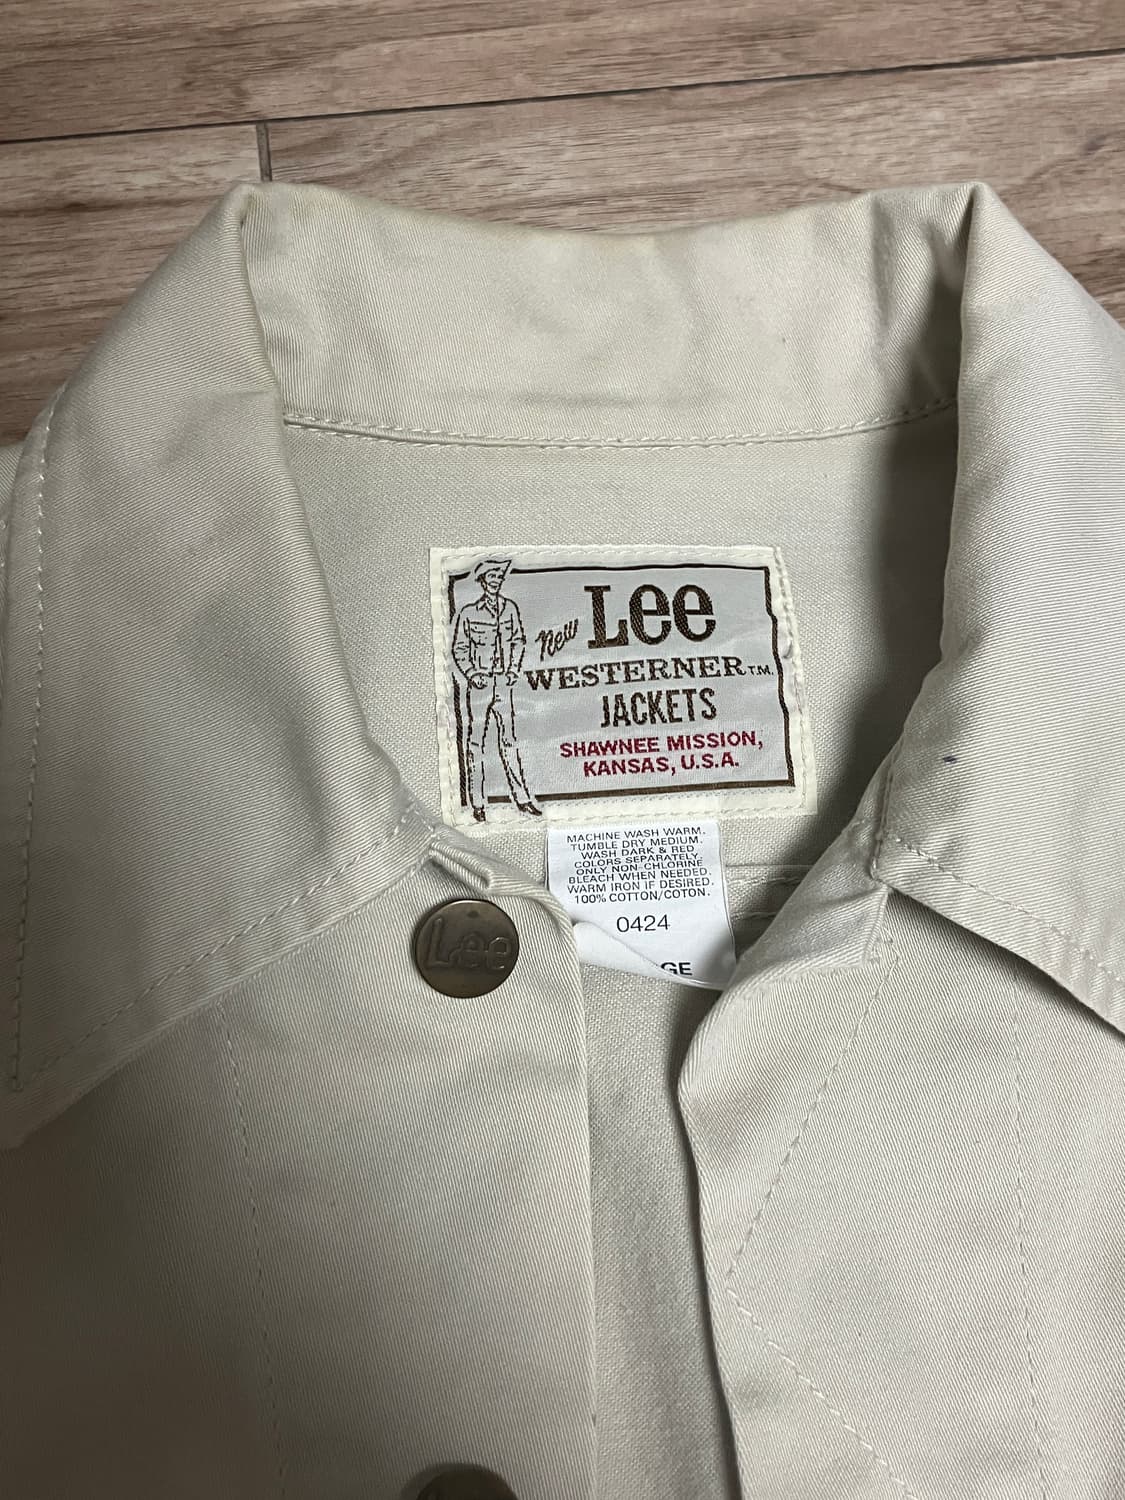 New Lee
WESTERNER T.M.
JACKETS
SHAWNEE MISSION,
KANSAS, U.S.A.
MACHINE WASH WARM.
TUMBLE DRY MEDIUM.
WASH DARK & RED
COLORS SEPARATELY.
ONLY NON-CHLORINE
BLEACH WHEN NEEDED.
WARM IRON IF DESIRED.
100% COTTON/COTON.
0424
GE
Lee